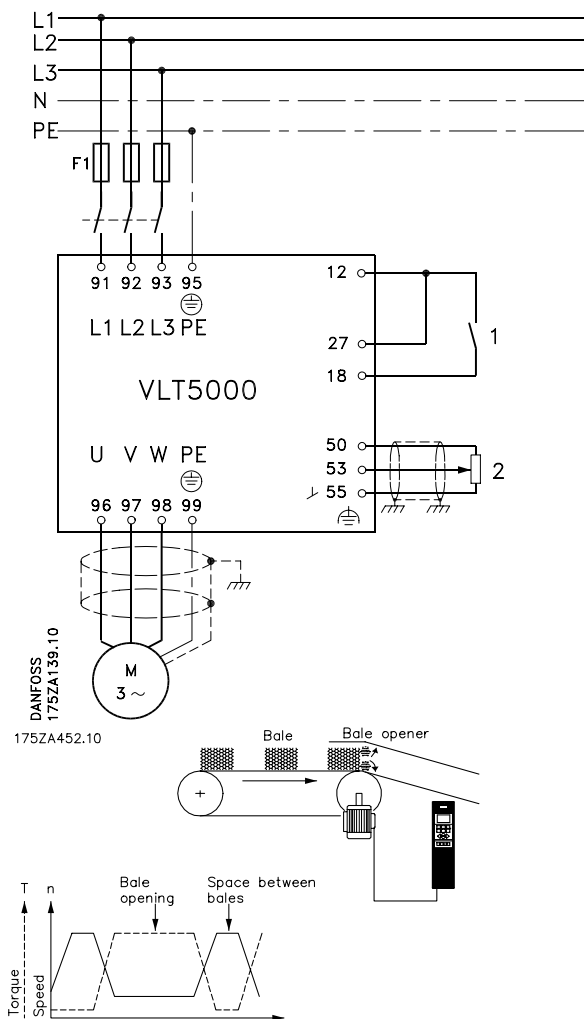 L1
L2
L3
N
PE
F1
91 92 93 95
L1 L2 L3 PE
12
27
18
1
VLT5000
U V W PE
50
53
55
2
96 97 98 99
M
3 ~
DANFOSS
175ZA139.10
175ZA452.10
Bale
Bale opener
T n
Bale
opening
Space between
bales
Torque
Speed